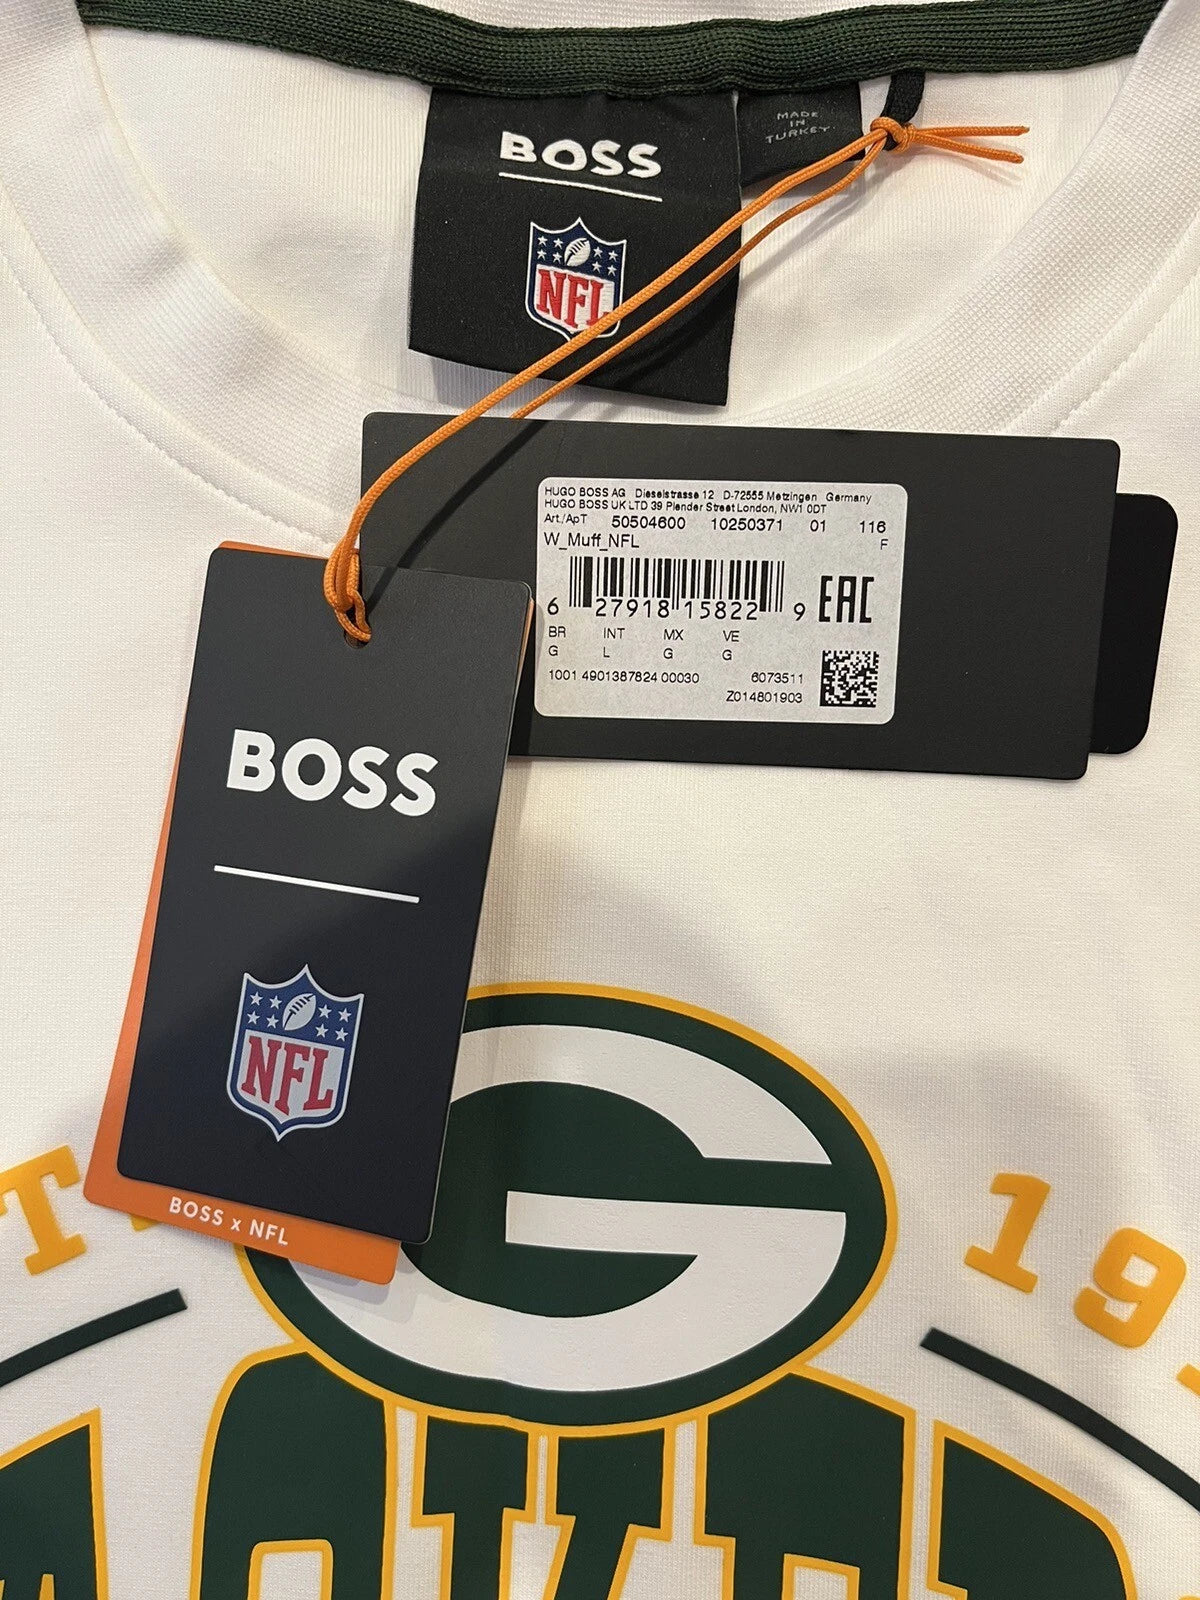 BOSS
NFL
MADE
IN
TURKEY
HUGO BOSS AG Dieselstrasse 12 D-72555 Metzingen Germany
HUGO BOSS UK LTD 39 Plender Street London, NW1 0DT
Art./ApT 50504600 10250371 01 116
W_Muff_NFL F
6 27918 15822 9 EAC
BR INT MX VE
G L G G
1001 4901387824 00030 6073511
Z014801903
BOSS
NFL
BOSS x NFL
G
T 19